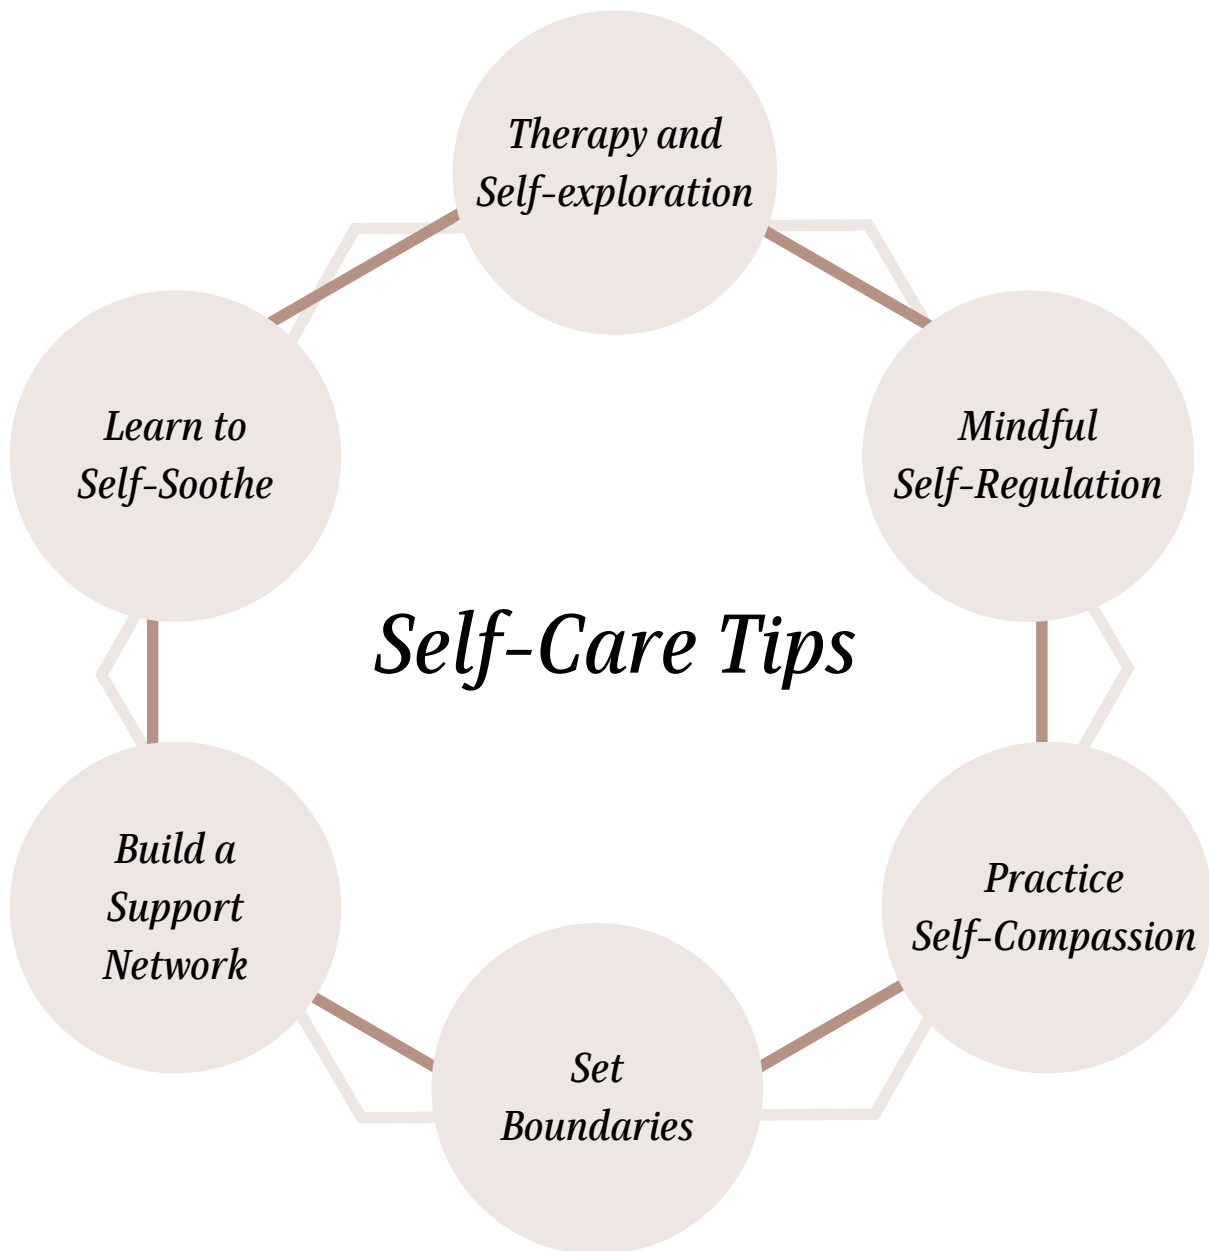 Therapy and
Self-exploration
Learn to
Self-Soothe
Mindful
Self-Regulation
Self-Care Tips
Build a
Support
Network
Practice
Self-Compassion
Set
Boundaries